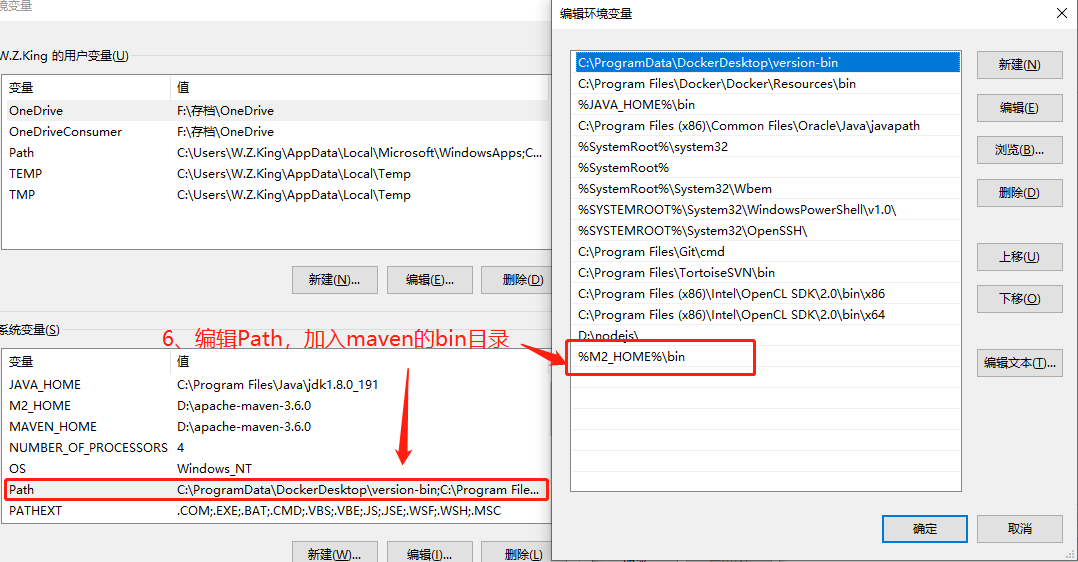 境变量
W.Z.King 的用户变量(U)
变量 值
OneDrive F:\存档\OneDrive
OneDriveConsumer F:\存档\OneDrive
Path C:\Users\W.Z.King\AppData\Local\Microsoft\WindowsApps;C...
TEMP C:\Users\W.Z.King\AppData\Local\Temp
TMP C:\Users\W.Z.King\AppData\Local\Temp
新建(N)... 编辑(E)... 删除(D)
系统变量(S)
6、编辑Path，加入maven的bin目录
变量 值
JAVA_HOME C:\Program Files\Java\jdk1.8.0_191
M2_HOME D:\apache-maven-3.6.0
MAVEN_HOME D:\apache-maven-3.6.0
NUMBER_OF_PROCESSORS 4
OS Windows_NT
Path C:\ProgramData\DockerDesktop\version-bin;C:\Program File...
PATHEXT .COM;.EXE;.BAT;.CMD;.VBS;.VBE;.JS;.JSE;.WSF;.WSH;.MSC
新建(W)... 编辑(I)... 删除(L)
编辑环境变量
C:\ProgramData\DockerDesktop\version-bin
C:\Program Files\Docker\Docker\Resources\bin
%JAVA_HOME%\bin
C:\Program Files (x86)\Common Files\Oracle\Java\javapath
%SystemRoot%\system32
%SystemRoot%
%SystemRoot%\System32\Wbem
%SYSTEMROOT%\System32\WindowsPowerShell\v1.0\
%SYSTEMROOT%\System32\OpenSSH\
C:\Program Files\Git\cmd
C:\Program Files\TortoiseSVN\bin
C:\Program Files (x86)\Intel\OpenCL SDK\2.0\bin\x86
C:\Program Files (x86)\Intel\OpenCL SDK\2.0\bin\x64
D:\nodejs\
%M2_HOME%\bin
新建(N)
编辑(E)
浏览(B)...
删除(D)
上移(U)
下移(O)
编辑文本(T)...
确定 取消